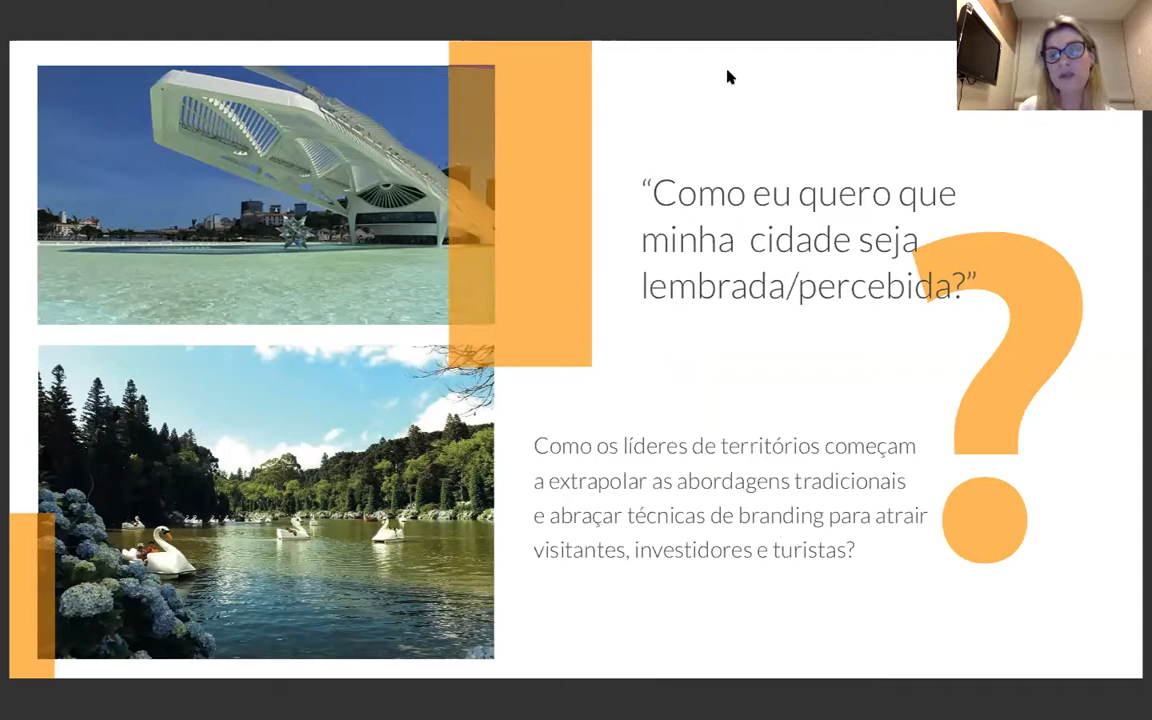 “Como eu quero que
minha cidade seja
lembrada/percebida?”
?
Como os líderes de territórios começam
a extrapolar as abordagens tradicionais
e abraçar técnicas de branding para atrair
visitantes, investidores e turistas?